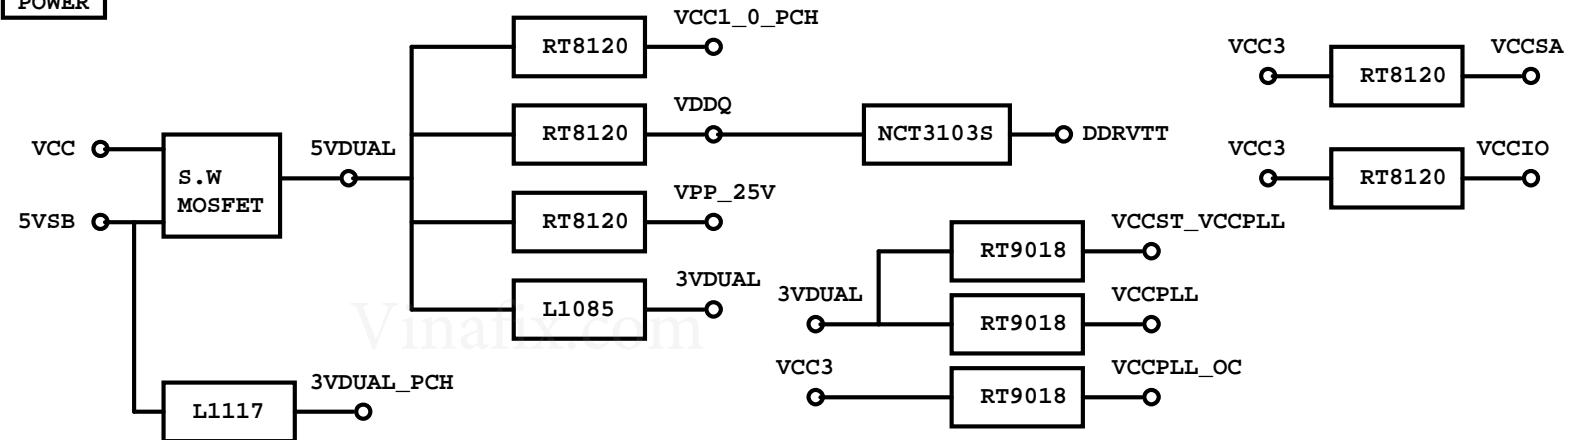 POWER
VCC
5VSB
S.W
MOSFET
5VDUAL
RT8120
VCC1_0_PCH
RT8120
VDDQ
NCT3103S
DDRVTT
RT8120
VPP_25V
L1085
3VDUAL
L1117
3VDUAL_PCH
3VDUAL
RT9018
VCCST_VCCPLL
RT9018
VCCPLL
VCC3
RT9018
VCCPLL_OC
VCC3
RT8120
VCCSA
VCC3
RT8120
VCCIO
Vinafix.com